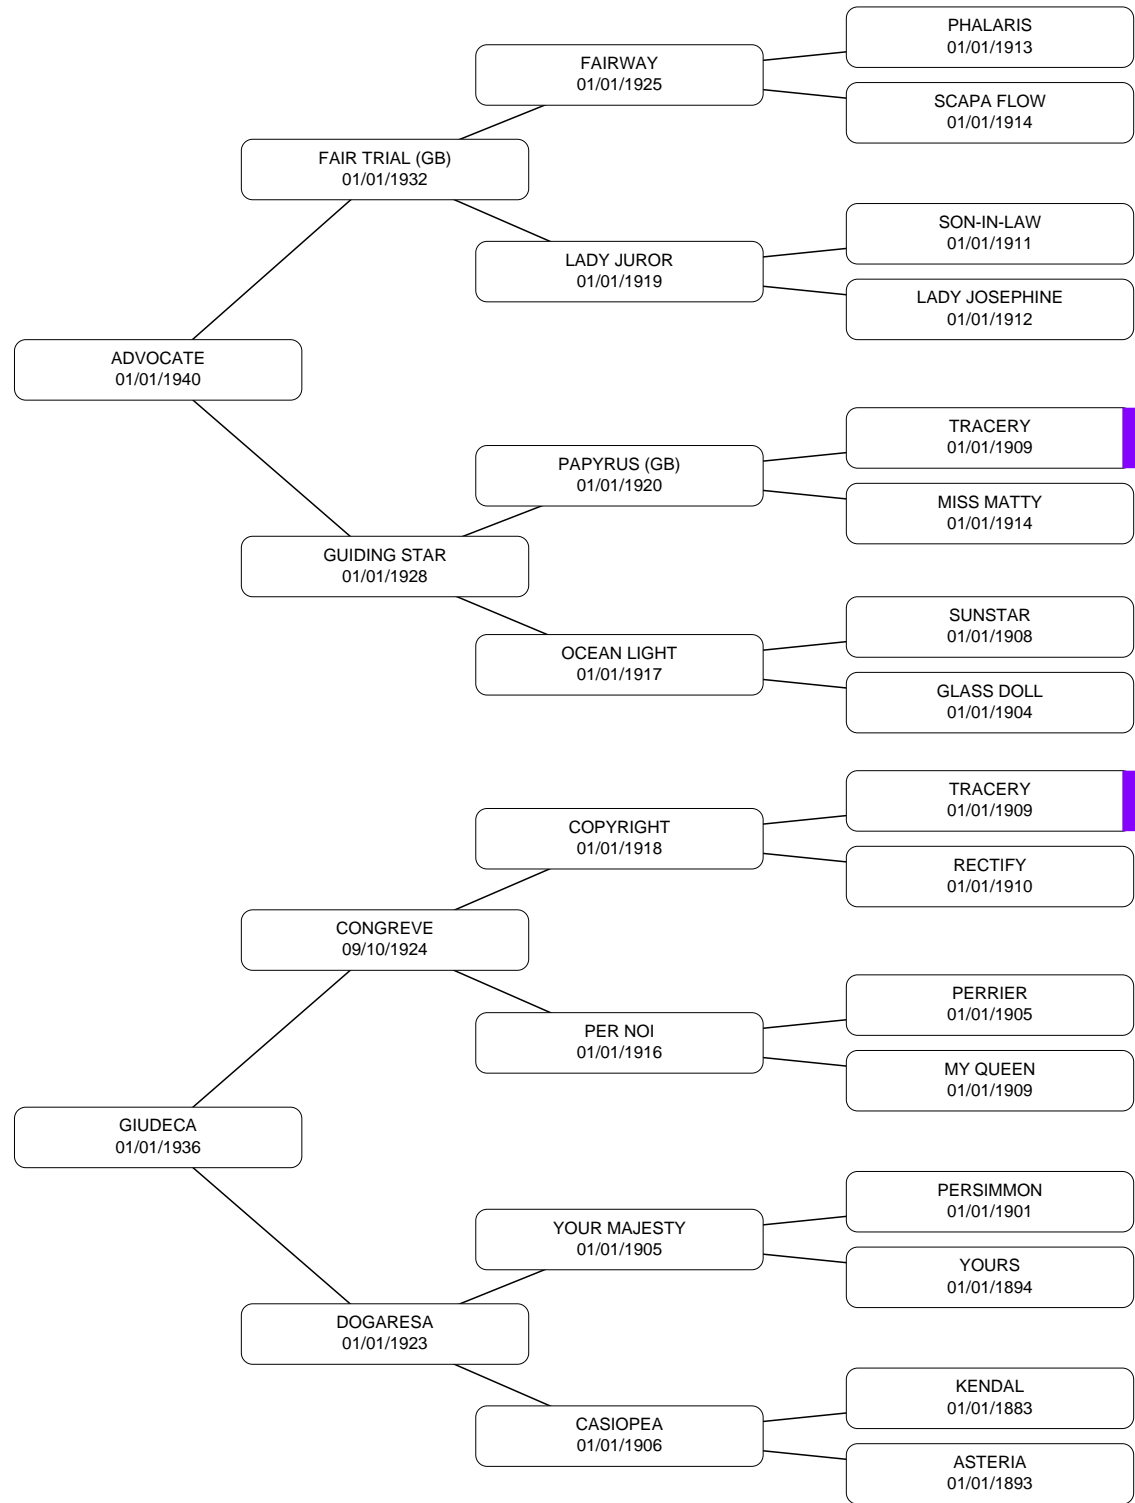 PHALARIS
01/01/1913
FAIRWAY
01/01/1925
SCAPA FLOW
01/01/1914
FAIR TRIAL (GB)
01/01/1932
SON-IN-LAW
01/01/1911
LADY JUROR
01/01/1919
LADY JOSEPHINE
01/01/1912
ADVOCATE
01/01/1940
TRACERY
01/01/1909
PAPYRUS (GB)
01/01/1920
MISS MATTY
01/01/1914
GUIDING STAR
01/01/1928
SUNSTAR
01/01/1908
OCEAN LIGHT
01/01/1917
GLASS DOLL
01/01/1904
TRACERY
01/01/1909
COPYRIGHT
01/01/1918
RECTIFY
01/01/1910
CONGREVE
09/10/1924
PERRIER
01/01/1905
PER NOI
01/01/1916
MY QUEEN
01/01/1909
GIUDECA
01/01/1936
PERSIMMON
01/01/1901
YOUR MAJESTY
01/01/1905
YOURS
01/01/1894
DOGARESA
01/01/1923
KENDAL
01/01/1883
CASIOPEA
01/01/1906
ASTERIA
01/01/1893